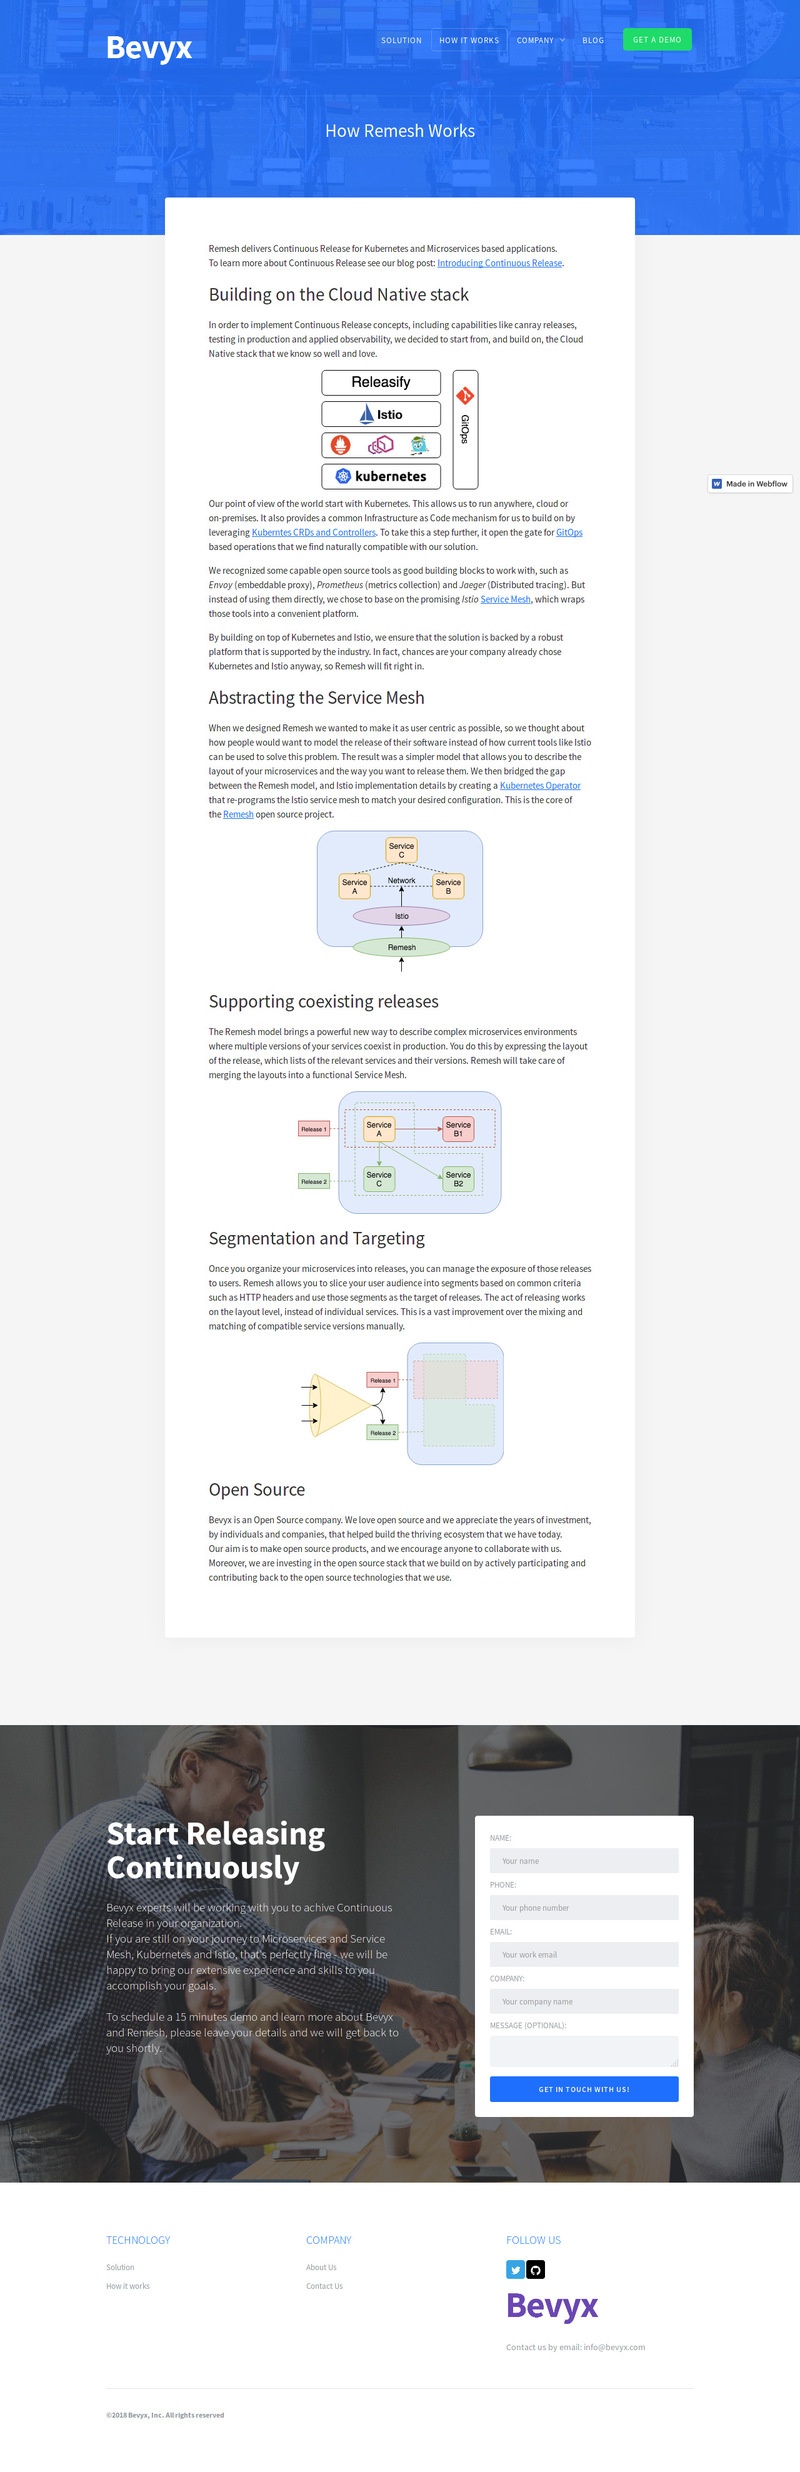 Bevyx
SOLUTION
HOW IT WORKS
COMPANY
BLOG
GET A DEMO
How Remesh Works
Remesh delivers Continuous Release for Kubernetes and Microservices based applications.
To learn more about Continuous Release see our blog post: Introducing Continuous Release.
Building on the Cloud Native stack
In order to implement Continuous Release concepts, including capabilities like canray releases,
testing in production and applied observability, we decided to start from, and build on, the Cloud
Native stack that we know so well and love.
Releasify
Istio
kubernetes
GitOps
Made in Webflow
Our point of view of the world start with Kubernetes. This allows us to run anywhere, cloud or
on-premises. It also provides a common Infrastructure as Code mechanism for us to build on by
leveraging Kuberntes CRDs and Controllers. To take this a step further, it open the gate for GitOps
based operations that we find naturally compatible with our solution.
We recognized some capable open source tools as good building blocks to work with, such as
Envoy (embeddable proxy), Prometheus (metrics collection) and Jaeger (Distributed tracing). But
instead of using them directly, we chose to base on the promising Istio Service Mesh, which wraps
those tools into a convenient platform.
By building on top of Kubernetes and Istio, we ensure that the solution is backed by a robust
platform that is supported by the industry. In fact, chances are your company already chose
Kubernetes and Istio anyway, so Remesh will fit right in.
Abstracting the Service Mesh
When we designed Remesh we wanted to make it as user centric as possible, so we thought about
how people would want to model the release of their software instead of how current tools like Istio
can be used to solve this problem. The result was a simpler model that allows you to describe the
layout of your microservices and the way you want to release them. We then bridged the gap
between the Remesh model, and Istio implementation details by creating a Kubernetes Operator
that re-programs the Istio service mesh to match your desired configuration. This is the core of
the Remesh open source project.
Service
C
Service
A
Network
Service
B
Istio
Remesh
Supporting coexisting releases
The Remesh model brings a powerful new way to describe complex microservices environments
where multiple versions of your services coexist in production. You do this by expressing the layout
of the release, which lists of the relevant services and their versions. Remesh will take care of
merging the layouts into a functional Service Mesh.
Release 1
Service
A
Service
B1
Release 2
Service
C
Service
B2
Segmentation and Targeting
Once you organize your microservices into releases, you can manage the exposure of those releases
to users. Remesh allows you to slice your user audience into segments based on common criteria
such as HTTP headers and use those segments as the target of releases. The act of releasing works
on the layout level, instead of individual services. This is a vast improvement over the mixing and
matching of compatible service versions manually.
Release 1
Release 2
Open Source
Bevyx is an Open Source company. We love open source and we appreciate the years of investment,
by individuals and companies, that helped build the thriving ecosystem that we have today.
Our aim is to make open source products, and we encourage anyone to collaborate with us.
Moreover, we are investing in the open source stack that we build on by actively participating and
contributing back to the open source technologies that we use.
Start Releasing
Continuously
Bevyx experts will be working with you to achive Continuous
Release in your organization.
If you are still on your journey to Microservices and Service
Mesh, Kubernetes and Istio, that's perfectly fine - we will be
happy to bring our extensive experience and skills to you
accomplish your goals.
To schedule a 15 minutes demo and learn more about Bevyx
and Remesh, please leave your details and we will get back to
you shortly.
NAME:
Your name
PHONE:
Your phone number
EMAIL:
Your work email
COMPANY:
Your company name
MESSAGE (OPTIONAL):
GET IN TOUCH WITH US!
TECHNOLOGY
Solution
How it works
COMPANY
About Us
Contact Us
FOLLOW US
Bevyx
Contact us by email: info@bevyx.com
©2018 Bevyx, Inc. All rights reserved